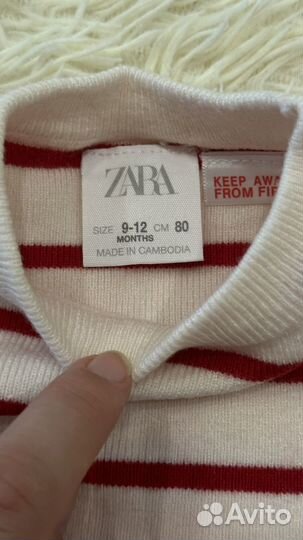 ZARA
SIZE 9-12 CM 80
MONTHS
MADE IN CAMBODIA
KEEP AWA
FROM FIR
Avito